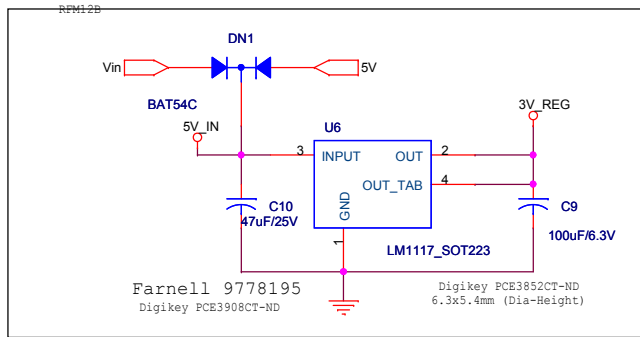 RFM12B
DN1
Vin
5V
BAT54C
3V_REG
5V_IN
U6
3
INPUT
OUT
2
OUT_TAB
4
GND
1
C10
47uF/25V
C9
100uF/6.3V
LM1117_SOT223
Farnell 9778195
Digikey PCE3908CT-ND
Digikey PCE3852CT-ND
6.3x5.4mm (Dia-Height)